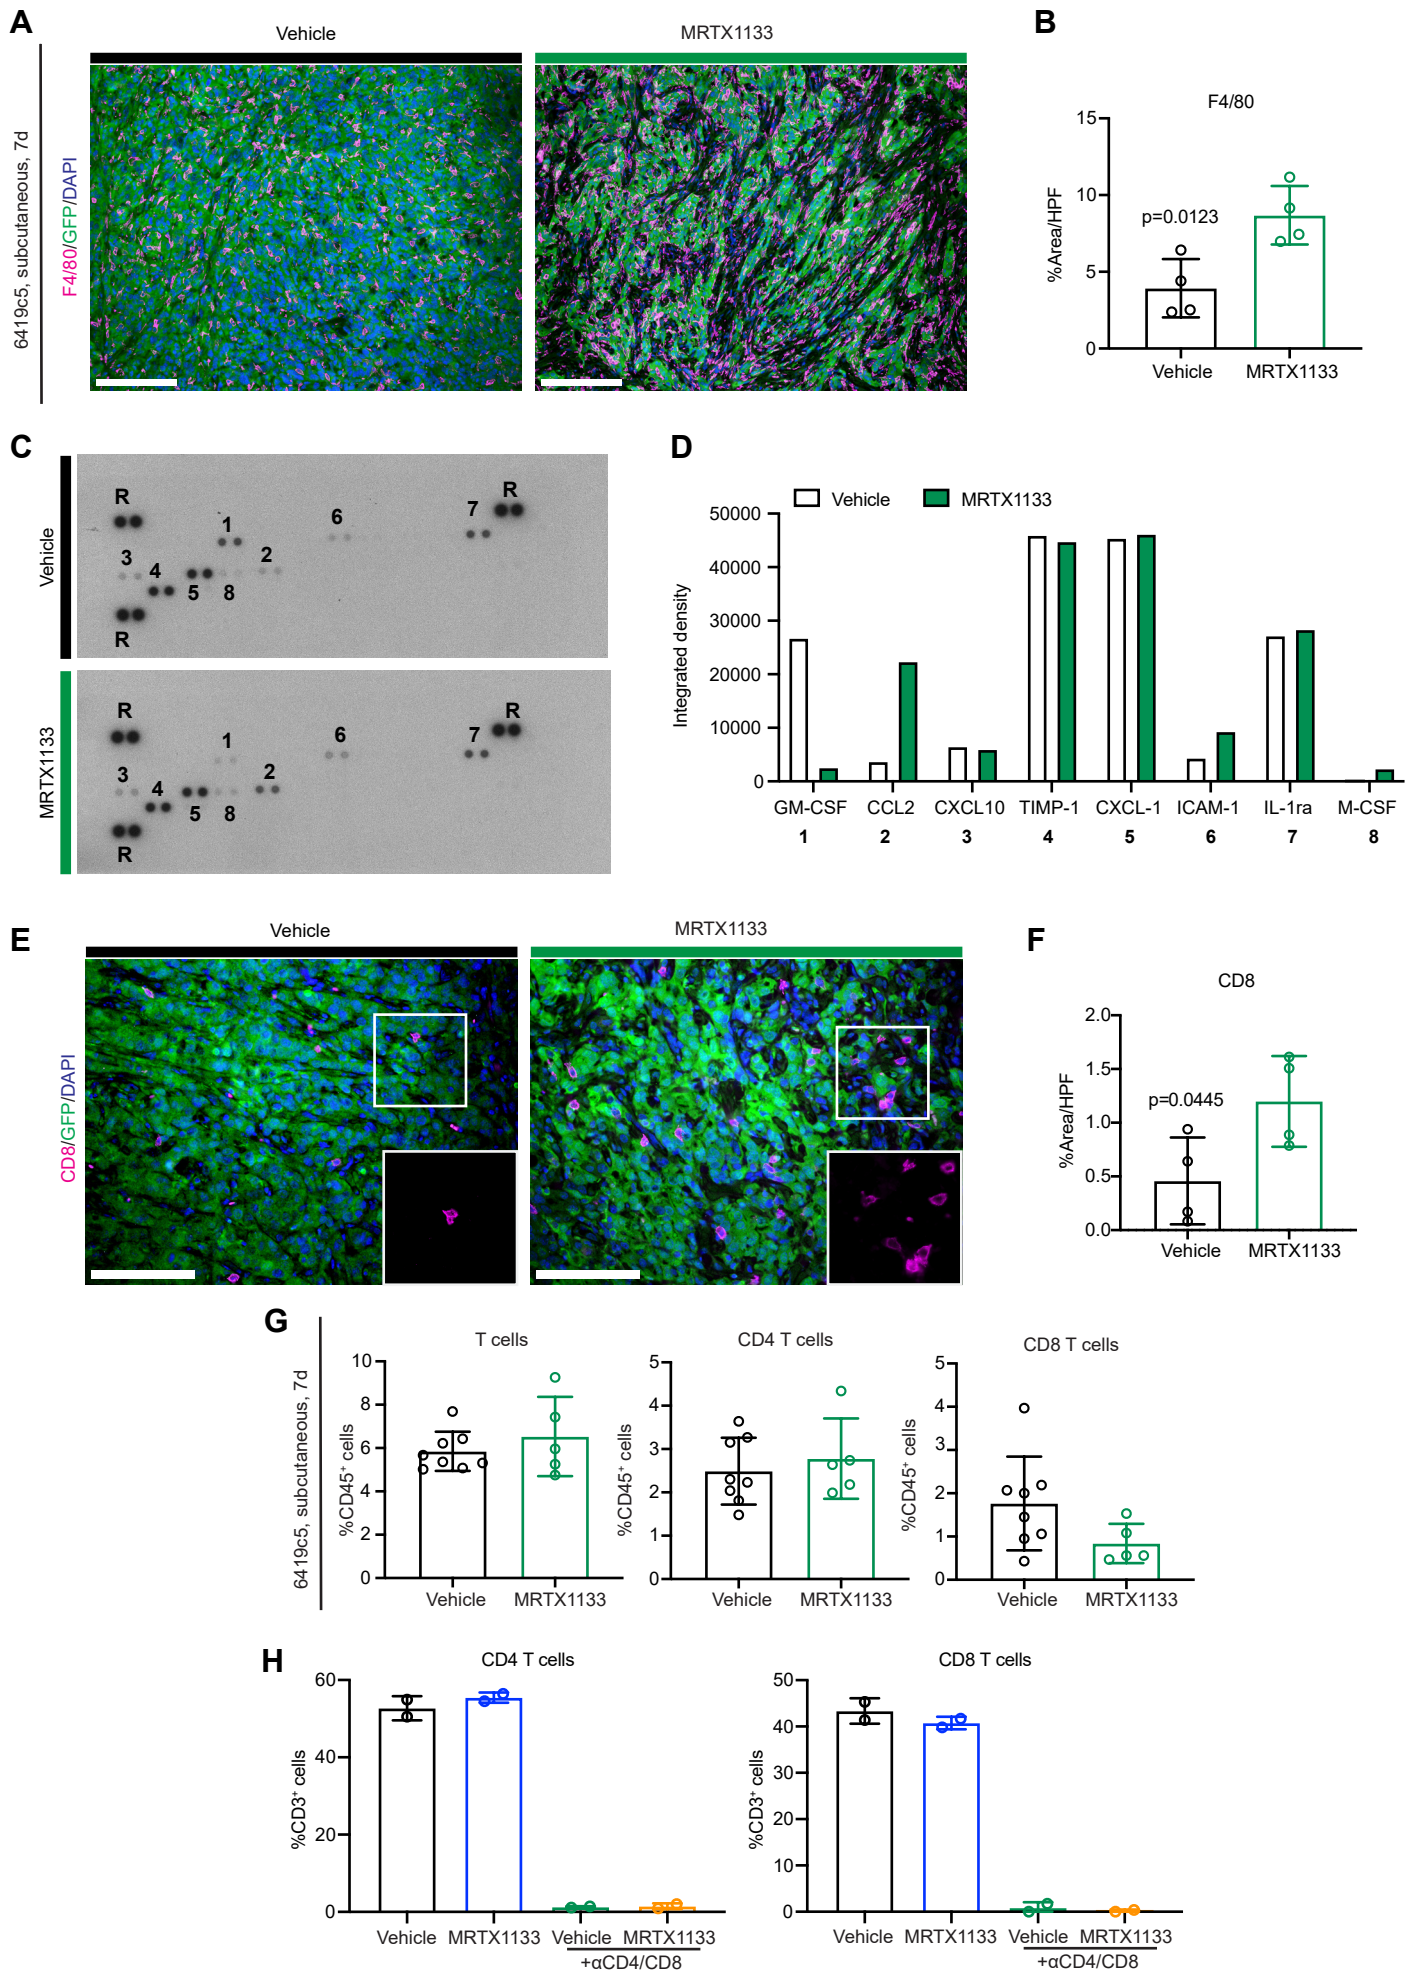 A
Vehicle
MRTX1133
6419c5, subcutaneous, 7d
F4/80/GFP/DAPI
B
F4/80
%Area/HPF
15
10
5
0
p=0.0123
Vehicle
MRTX1133
C
Vehicle
R
R
7
6
1
2
3
4
5
8
R
MRTX1133
R
R
7
6
1
2
3
4
5
8
R
D
Vehicle
MRTX1133
Integrated density
50000
40000
30000
20000
10000
0
GM-CSF
CCL2
CXCL10
TIMP-1
CXCL-1
ICAM-1
IL-1ra
M-CSF
1
2
3
4
5
6
7
8
E
Vehicle
MRTX1133
CD8/GFP/DAPI
F
CD8
%Area/HPF
2.0
1.5
1.0
0.5
0.0
p=0.0445
Vehicle
MRTX1133
G
6419c5, subcutaneous, 7d
T cells
%CD45⁺ cells
10
8
6
4
2
0
Vehicle
MRTX1133
CD4 T cells
%CD45⁺ cells
5
4
3
2
1
0
Vehicle
MRTX1133
CD8 T cells
%CD45⁺ cells
5
4
3
2
1
0
Vehicle
MRTX1133
H
CD4 T cells
%CD3⁺ cells
60
40
20
0
Vehicle
MRTX1133
Vehicle
MRTX1133
+αCD4/CD8
CD8 T cells
%CD3⁺ cells
50
40
30
20
10
0
Vehicle
MRTX1133
Vehicle
MRTX1133
+αCD4/CD8